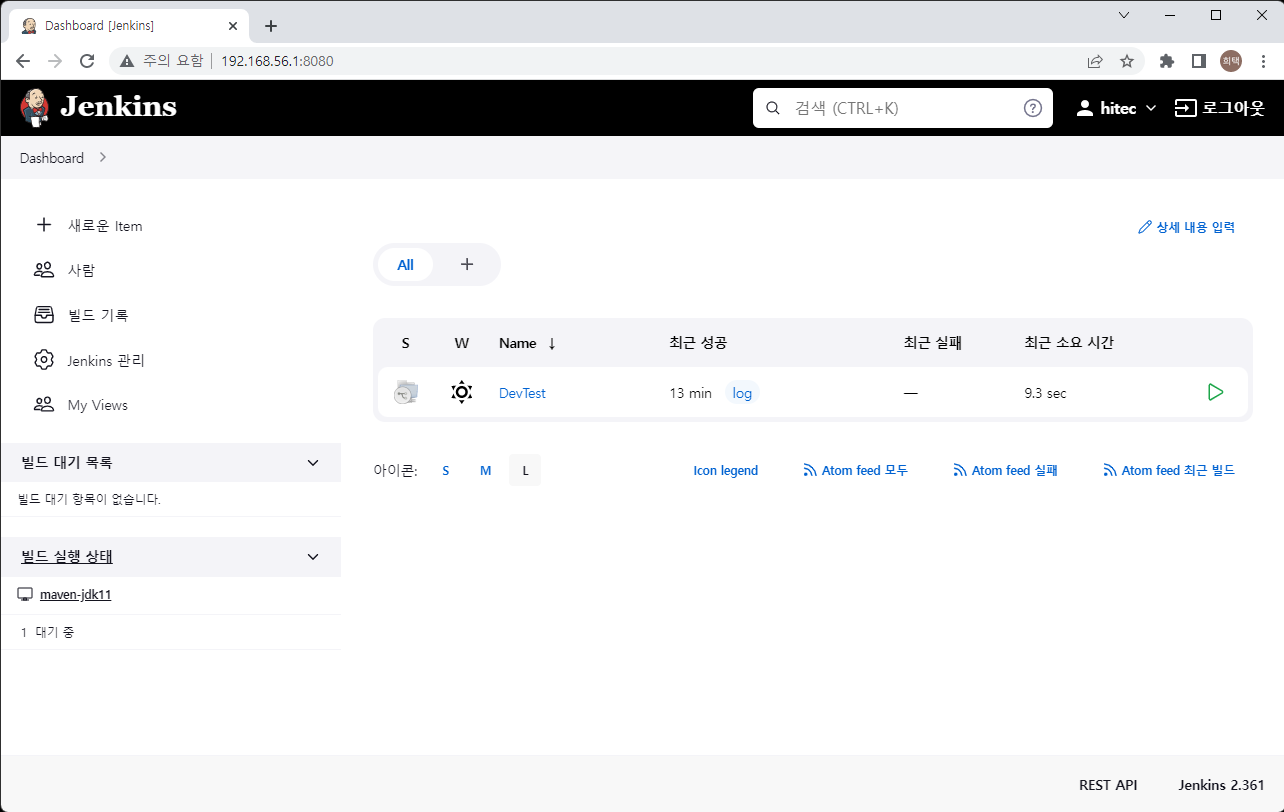 Dashboard [Jenkins]
주의 요함 192.168.56.1:8080 희택
Jenkins 검색 (CTRL+K) hitec 로그아웃
Dashboard
새로운 Item
사람
빌드 기록
Jenkins 관리
My Views
빌드 대기 목록
빌드 대기 항목이 없습니다.
빌드 실행 상태
maven-jdk11
1 대기 중
상세 내용 입력
All +
S W Name ↓ 최근 성공 최근 실패 최근 소요 시간
DevTest 13 min log — 9.3 sec
아이콘: S M L Icon legend Atom feed 모두 Atom feed 실패 Atom feed 최근 빌드
REST API Jenkins 2.361